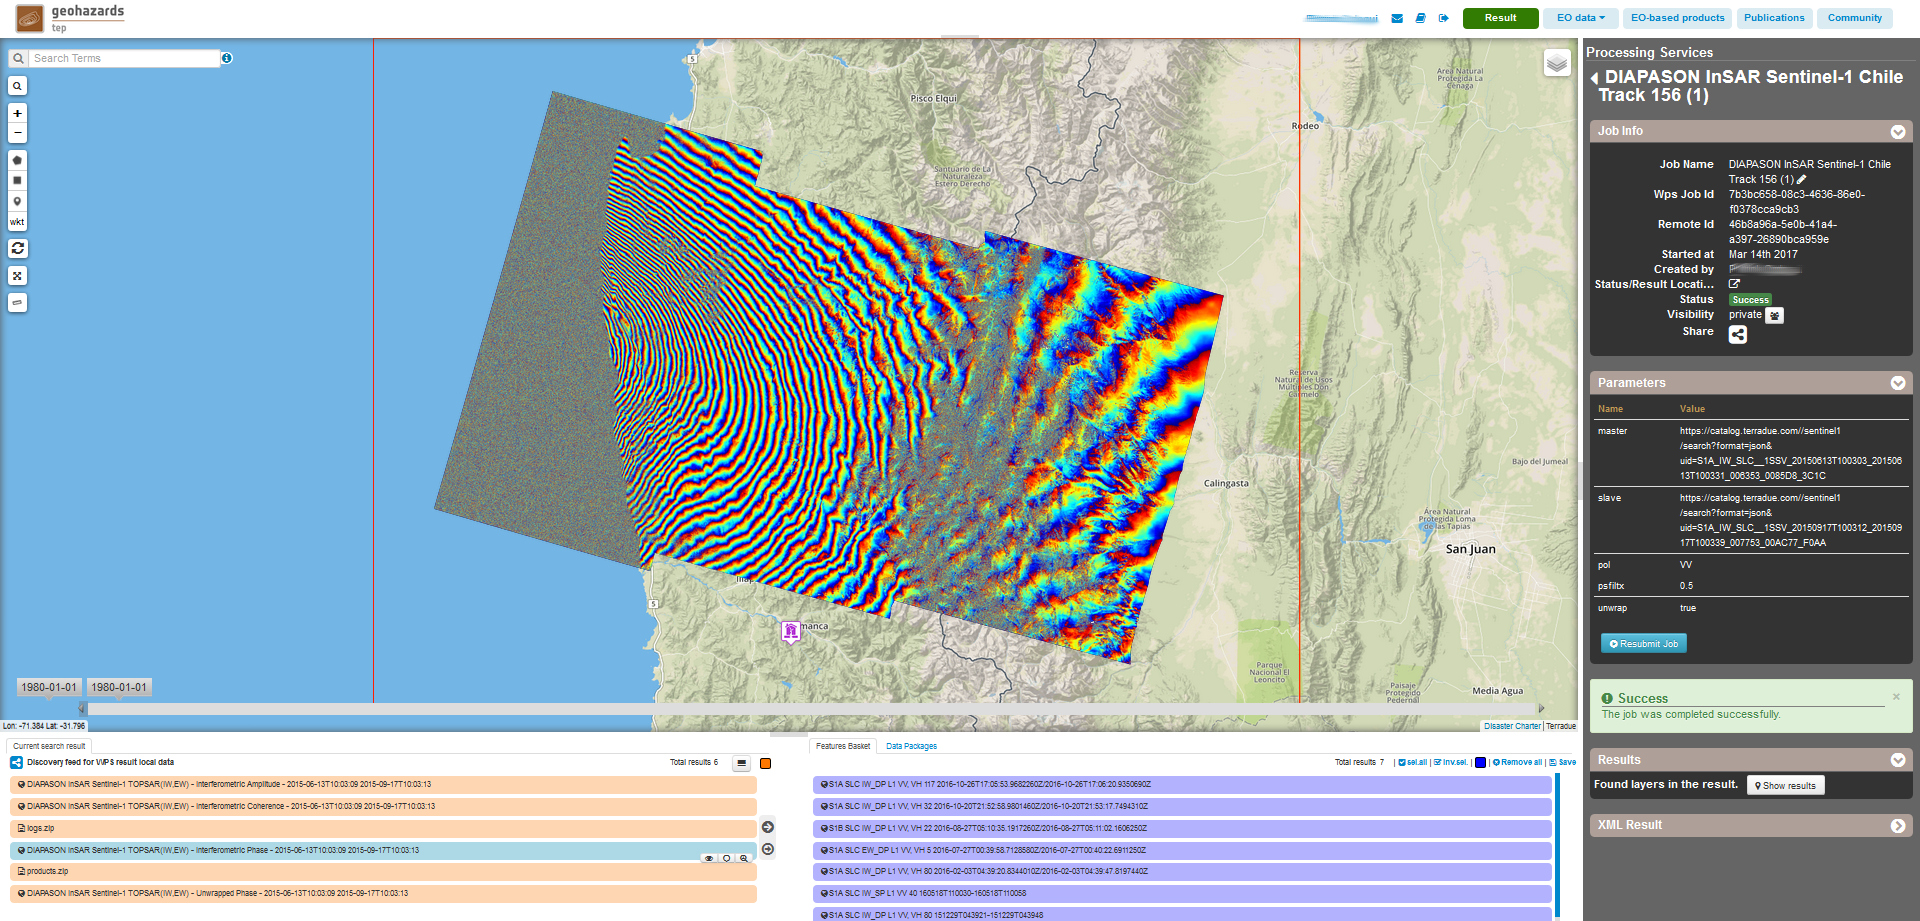 geohazards
tep
Result
EO data
EO-based products
Publications
Community
Search Terms
wkt
5
Pisco Elqui
Santuario de La
Naturaleza
Estero Derecho
Rodeo
Área Natural
Protegida La
Ciénaga
Reserva
Natural de Usos
Múltiples Don
Carmelo
Bajo del Jumeal
Calingasta
Área Natural
Protegida Loma
de las Tapias
San Juan
5
manca
Parque
Nacional El
Leoncito
Paisaje
Protegido
Pedernal
Media Agua
1980-01-01
1980-01-01
Lon: -71.384 Lat: -31.796
Disaster Charter | Terradue
Processing Services
DIAPASON InSAR Sentinel-1 Chile
Track 156 (1)
Job Info
Job Name DIAPASON InSAR Sentinel-1 Chile
Track 156 (1)
Wps Job Id 7b3bc658-08c3-4636-86e0-
f0378cca9cb3
Remote Id 46b8a96a-5e0b-41a4-
a397-26890bca959e
Started at Mar 14th 2017
Created by
Status/Result Locati...
Status Success
Visibility private
Share
Parameters
Name Value
master https://catalog.terradue.com//sentinel1
/search?format=json&
uid=S1A_IW_SLC__1SSV_20150613T100303_201506
13T100331_006353_0085D8_3C1C
slave https://catalog.terradue.com//sentinel1
/search?format=json&
uid=S1A_IW_SLC__1SSV_20150917T100312_201509
17T100339_007753_00AC77_F0AA
pol VV
psfiltx 0.5
unwrap true
Resubmit Job
Success
×
The job was completed successfully.
Results
Found layers in the result. Show results
XML Result
Current search result
Discovery feed for WPS result local data
Total results 6
DIAPASON InSAR Sentinel-1 TOPSAR(IW,EW) - Interferometric Amplitude - 2015-06-13T10:03:09 2015-09-17T10:03:13
DIAPASON InSAR Sentinel-1 TOPSAR(IW,EW) - Interferometric Coherence - 2015-06-13T10:03:09 2015-09-17T10:03:13
logs.zip
DIAPASON InSAR Sentinel-1 TOPSAR(IW,EW) - Interferometric Phase - 2015-06-13T10:03:09 2015-09-17T10:03:13
products.zip
DIAPASON InSAR Sentinel-1 TOPSAR(IW,EW) - Unwrapped Phase - 2015-06-13T10:03:09 2015-09-17T10:03:13
Features Basket
Data Packages
Total results 7 | sel.all | inv.sel. | Remove all | Save
S1A SLC IW_DP L1 VV, VH 117 2016-10-26T17:05:53.9682260Z/2016-10-26T17:06:20.9350690Z
S1A SLC IW_DP L1 VV, VH 32 2016-10-20T21:52:58.9801460Z/2016-10-20T21:53:17.7494310Z
S1B SLC IW_DP L1 VV, VH 22 2016-08-27T05:10:35.1917260Z/2016-08-27T05:11:02.1606250Z
S1A SLC EW_DP L1 VV, VH 5 2016-07-27T00:39:58.7128580Z/2016-07-27T00:40:22.6911250Z
S1A SLC IW_DP L1 VV, VH 80 2016-02-03T04:39:20.8344010Z/2016-02-03T04:39:47.8197440Z
S1A SLC IW_SP L1 VV 40 160518T110030-160518T110058
S1A SLC IW_DP L1 VV, VH 80 151229T043921-151229T043948